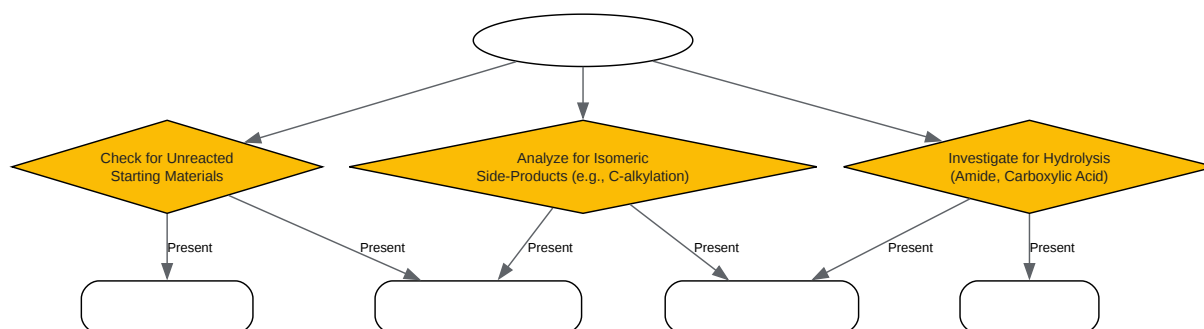 Check for Unreacted
Starting Materials
Analyze for Isomeric
Side-Products (e.g., C-alkylation)
Investigate for Hydrolysis
(Amide, Carboxylic Acid)
Present
Present
Present
Present
Present
Present